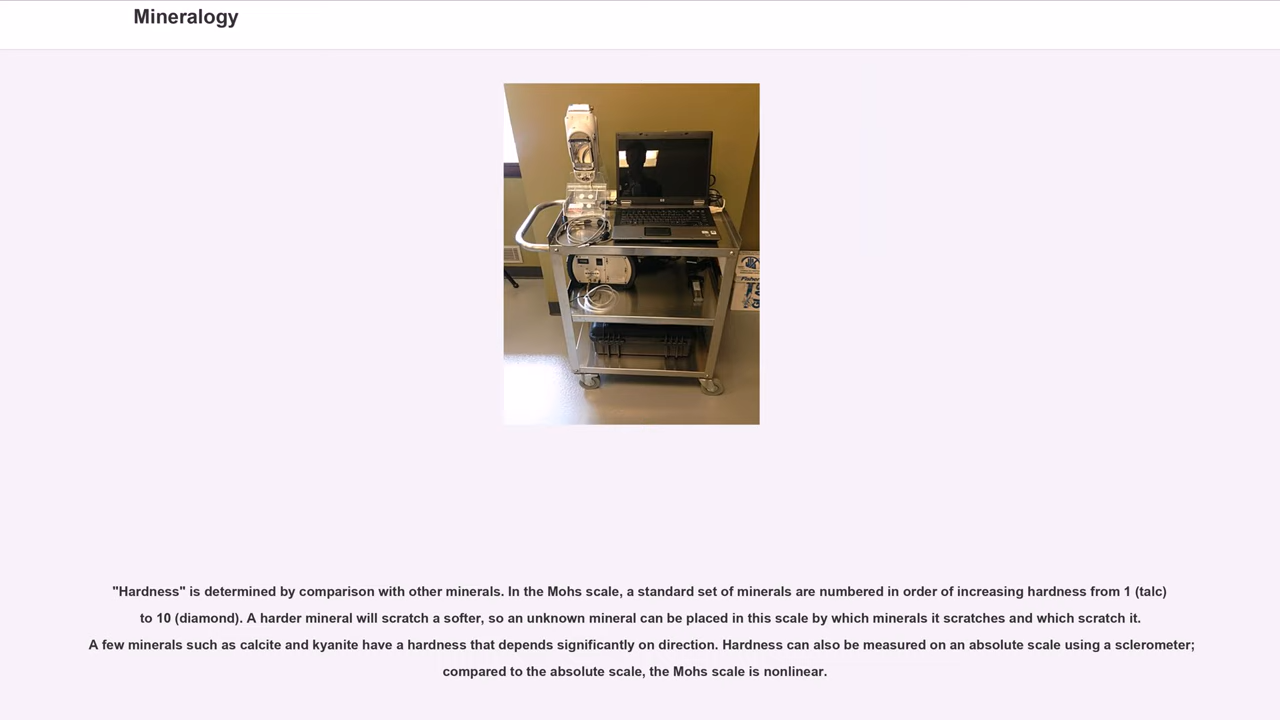 Mineralogy
"Hardness" is determined by comparison with other minerals. In the Mohs scale, a standard set of minerals are numbered in order of increasing hardness from 1 (talc)
to 10 (diamond). A harder mineral will scratch a softer, so an unknown mineral can be placed in this scale by which minerals it scratches and which scratch it.
A few minerals such as calcite and kyanite have a hardness that depends significantly on direction. Hardness can also be measured on an absolute scale using a sclerometer;
compared to the absolute scale, the Mohs scale is nonlinear.